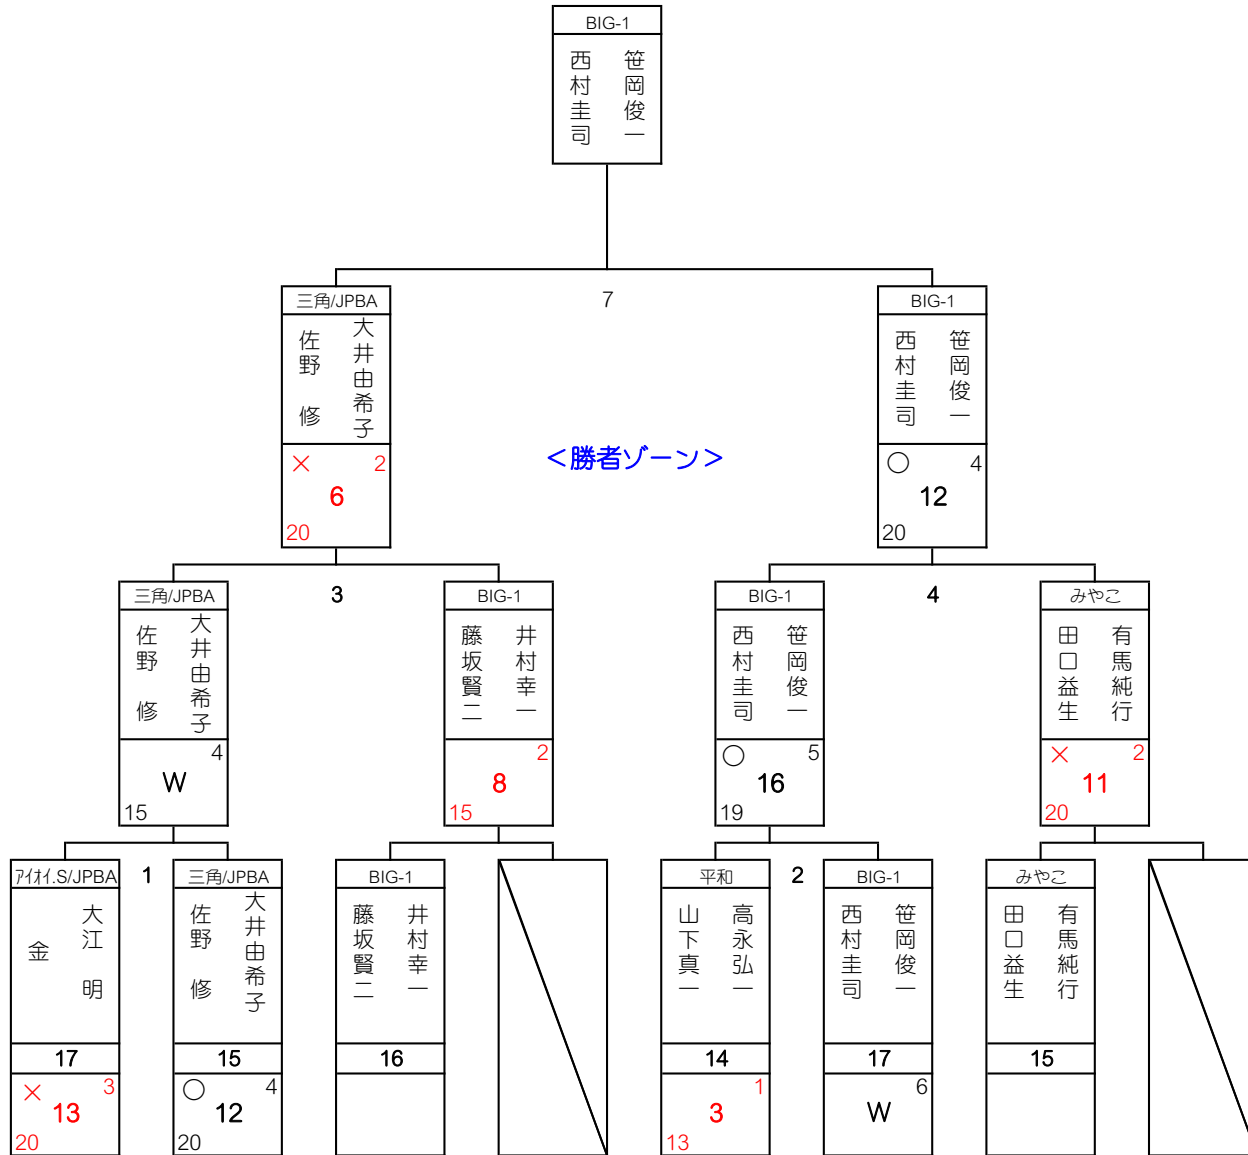 BIG-1
笹岡俊一
西村圭司
7
三角/JPBA
大井由希子
佐野 修
× 2
6
20
BIG-1
笹岡俊一
西村圭司
○ 4
12
20
<勝者ゾーン>
3
三角/JPBA
大井由希子
佐野 修
4
W
15
BIG-1
井村幸一
藤坂賢二
2
8
15
4
BIG-1
笹岡俊一
西村圭司
○ 5
16
19
みやこ
有馬純行
田口益生
× 2
11
20
1
ｱｲｵｲ.S/JPBA
大江 明
金
17
× 3
13
20
三角/JPBA
大井由希子
佐野 修
15
○ 4
12
20
BIG-1
井村幸一
藤坂賢二
16
2
平和
高永弘一
山下真一
14
1
3
13
BIG-1
笹岡俊一
西村圭司
17
6
W
みやこ
有馬純行
田口益生
15